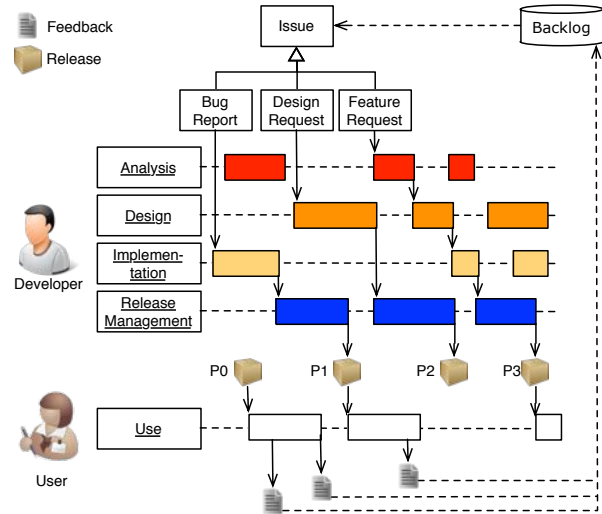 Feedback
Issue
Backlog
Release
Bug
Report
Design
Request
Feature
Request
Analysis
Design
Implemen-
tation
Developer
Release
Management
P0
P1
P2
P3
Use
User